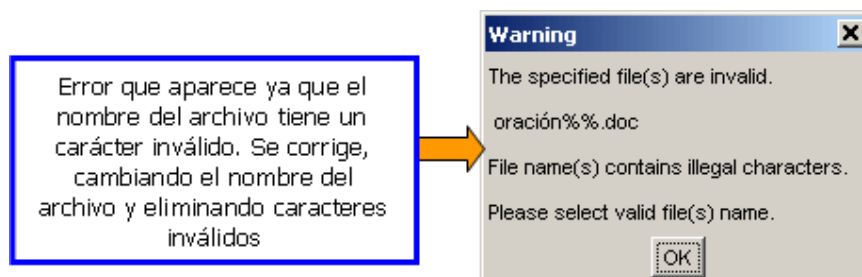 Error que aparece ya que el
nombre del archivo tiene un
carácter inválido. Se corrige,
cambiando el nombre del
archivo y eliminando caracteres
inválidos
Warning
The specified file(s) are invalid.
oración%%.doc
File name(s) contains illegal characters.
Please select valid file(s) name.
OK